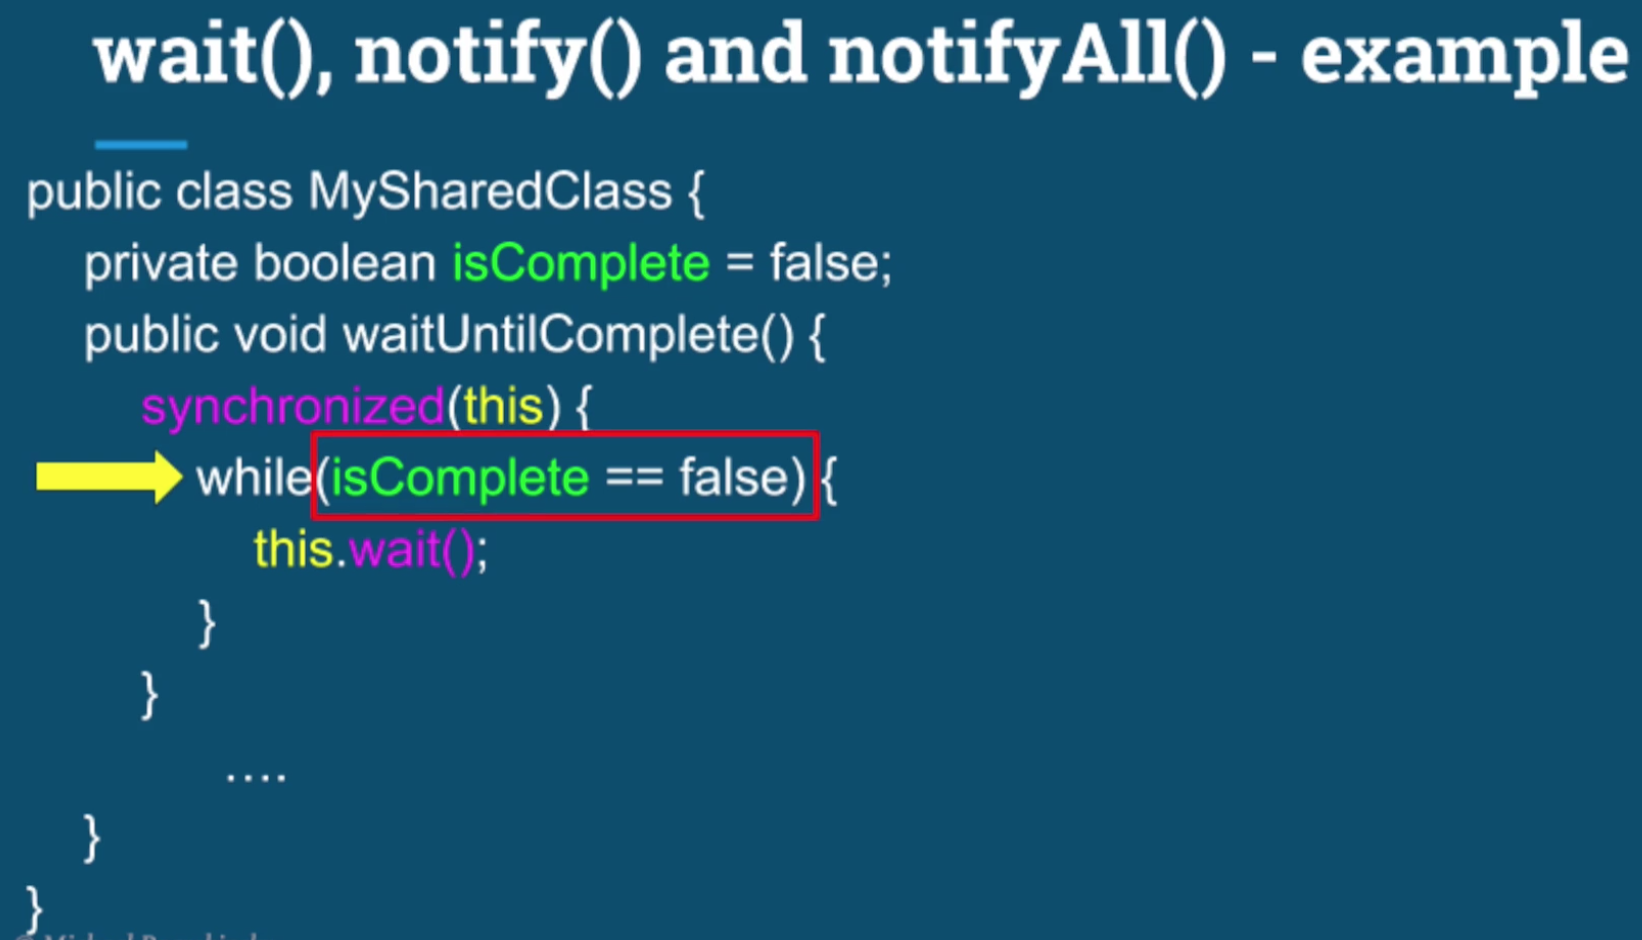 wait(), notify() and notifyAll() - example
public class MySharedClass {
private boolean isComplete = false;
public void waitUntilComplete() {
synchronized(this) {
while(isComplete == false) {
this.wait();
}
}
....
}
}